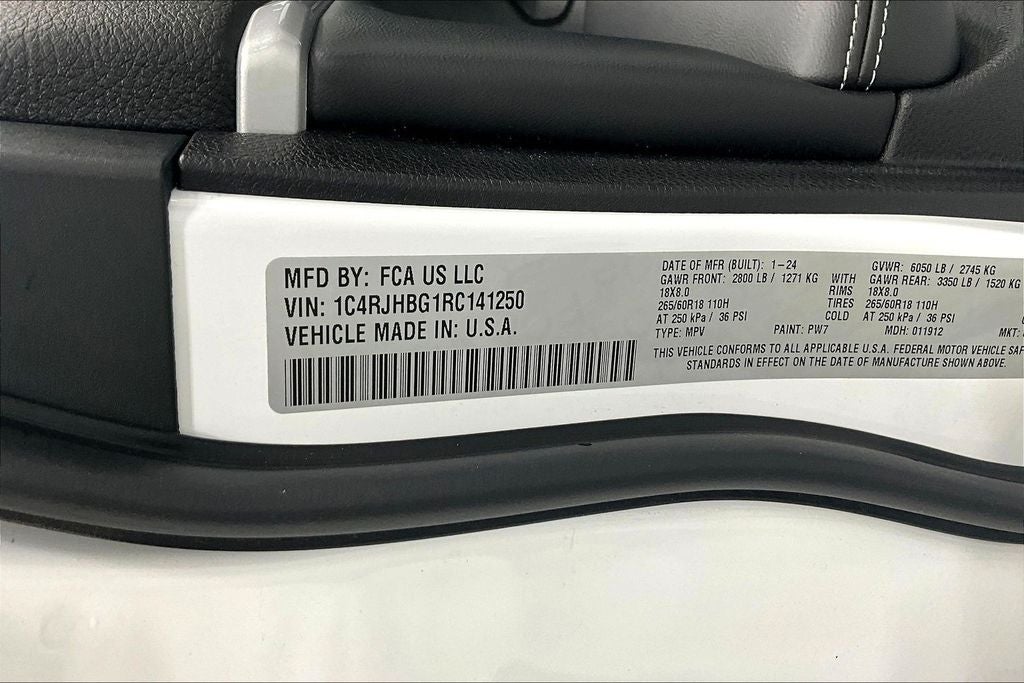 MFD BY: FCA US LLC
VIN: 1C4RJHBG1RC141250
VEHICLE MADE IN: U.S.A.
DATE OF MFR (BUILT): 1-24 GVWR: 6050 LB / 2745 KG
GAWR FRONT: 2800 LB / 1271 KG WITH GAWR REAR: 3350 LB / 1520 KG
18X8.0 RIMS 18X8.0
265/60R18 110H TIRES 265/60R18 110H
AT 250 kPa / 36 PSI COLD AT 250 kPa / 36 PSI
TYPE: MPV PAINT: PW7 MDH: 011912 MKT:
THIS VEHICLE CONFORMS TO ALL APPLICABLE U.S.A. FEDERAL MOTOR VEHICLE SAF
STANDARDS IN EFFECT ON THE DATE OF MANUFACTURE SHOWN ABOVE.